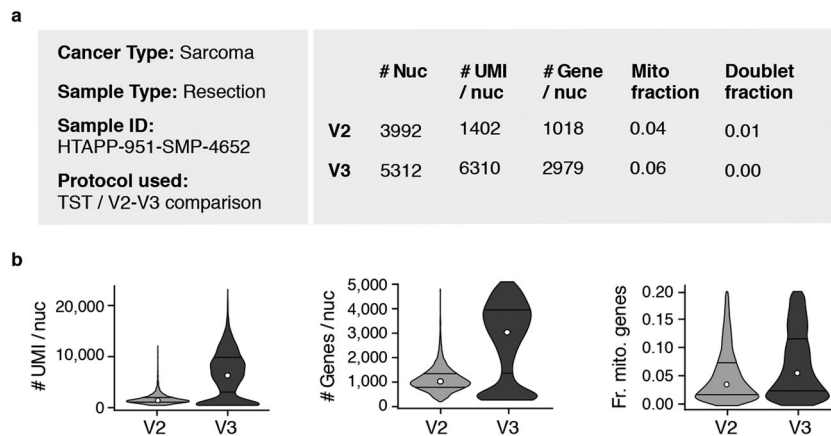 a
Cancer Type: Sarcoma
Sample Type: Resection
Sample ID:
HTAPP-951-SMP-4652
Protocol used:
TST / V2-V3 comparison
# Nuc # UMI / nuc # Gene / nuc Mito fraction Doublet fraction
V2 3992 1402 1018 0.04 0.01
V3 5312 6310 2979 0.06 0.00
b
# UMI / nuc
20,000
10,000
0
V2 V3
# Genes / nuc
5,000
4,000
3,000
2,000
1,000
0
V2 V3
Fr. mito. genes
0.20
0.15
0.10
0.05
0.00
V2 V3